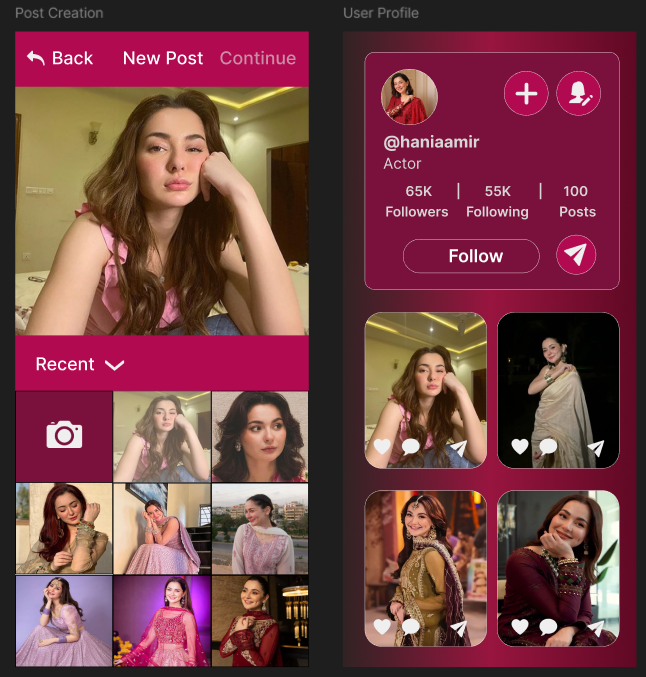 Post Creation
User Profile
Back New Post Continue
Recent
@haniaamir
Actor
65K | 55K | 100
Followers Following Posts
Follow